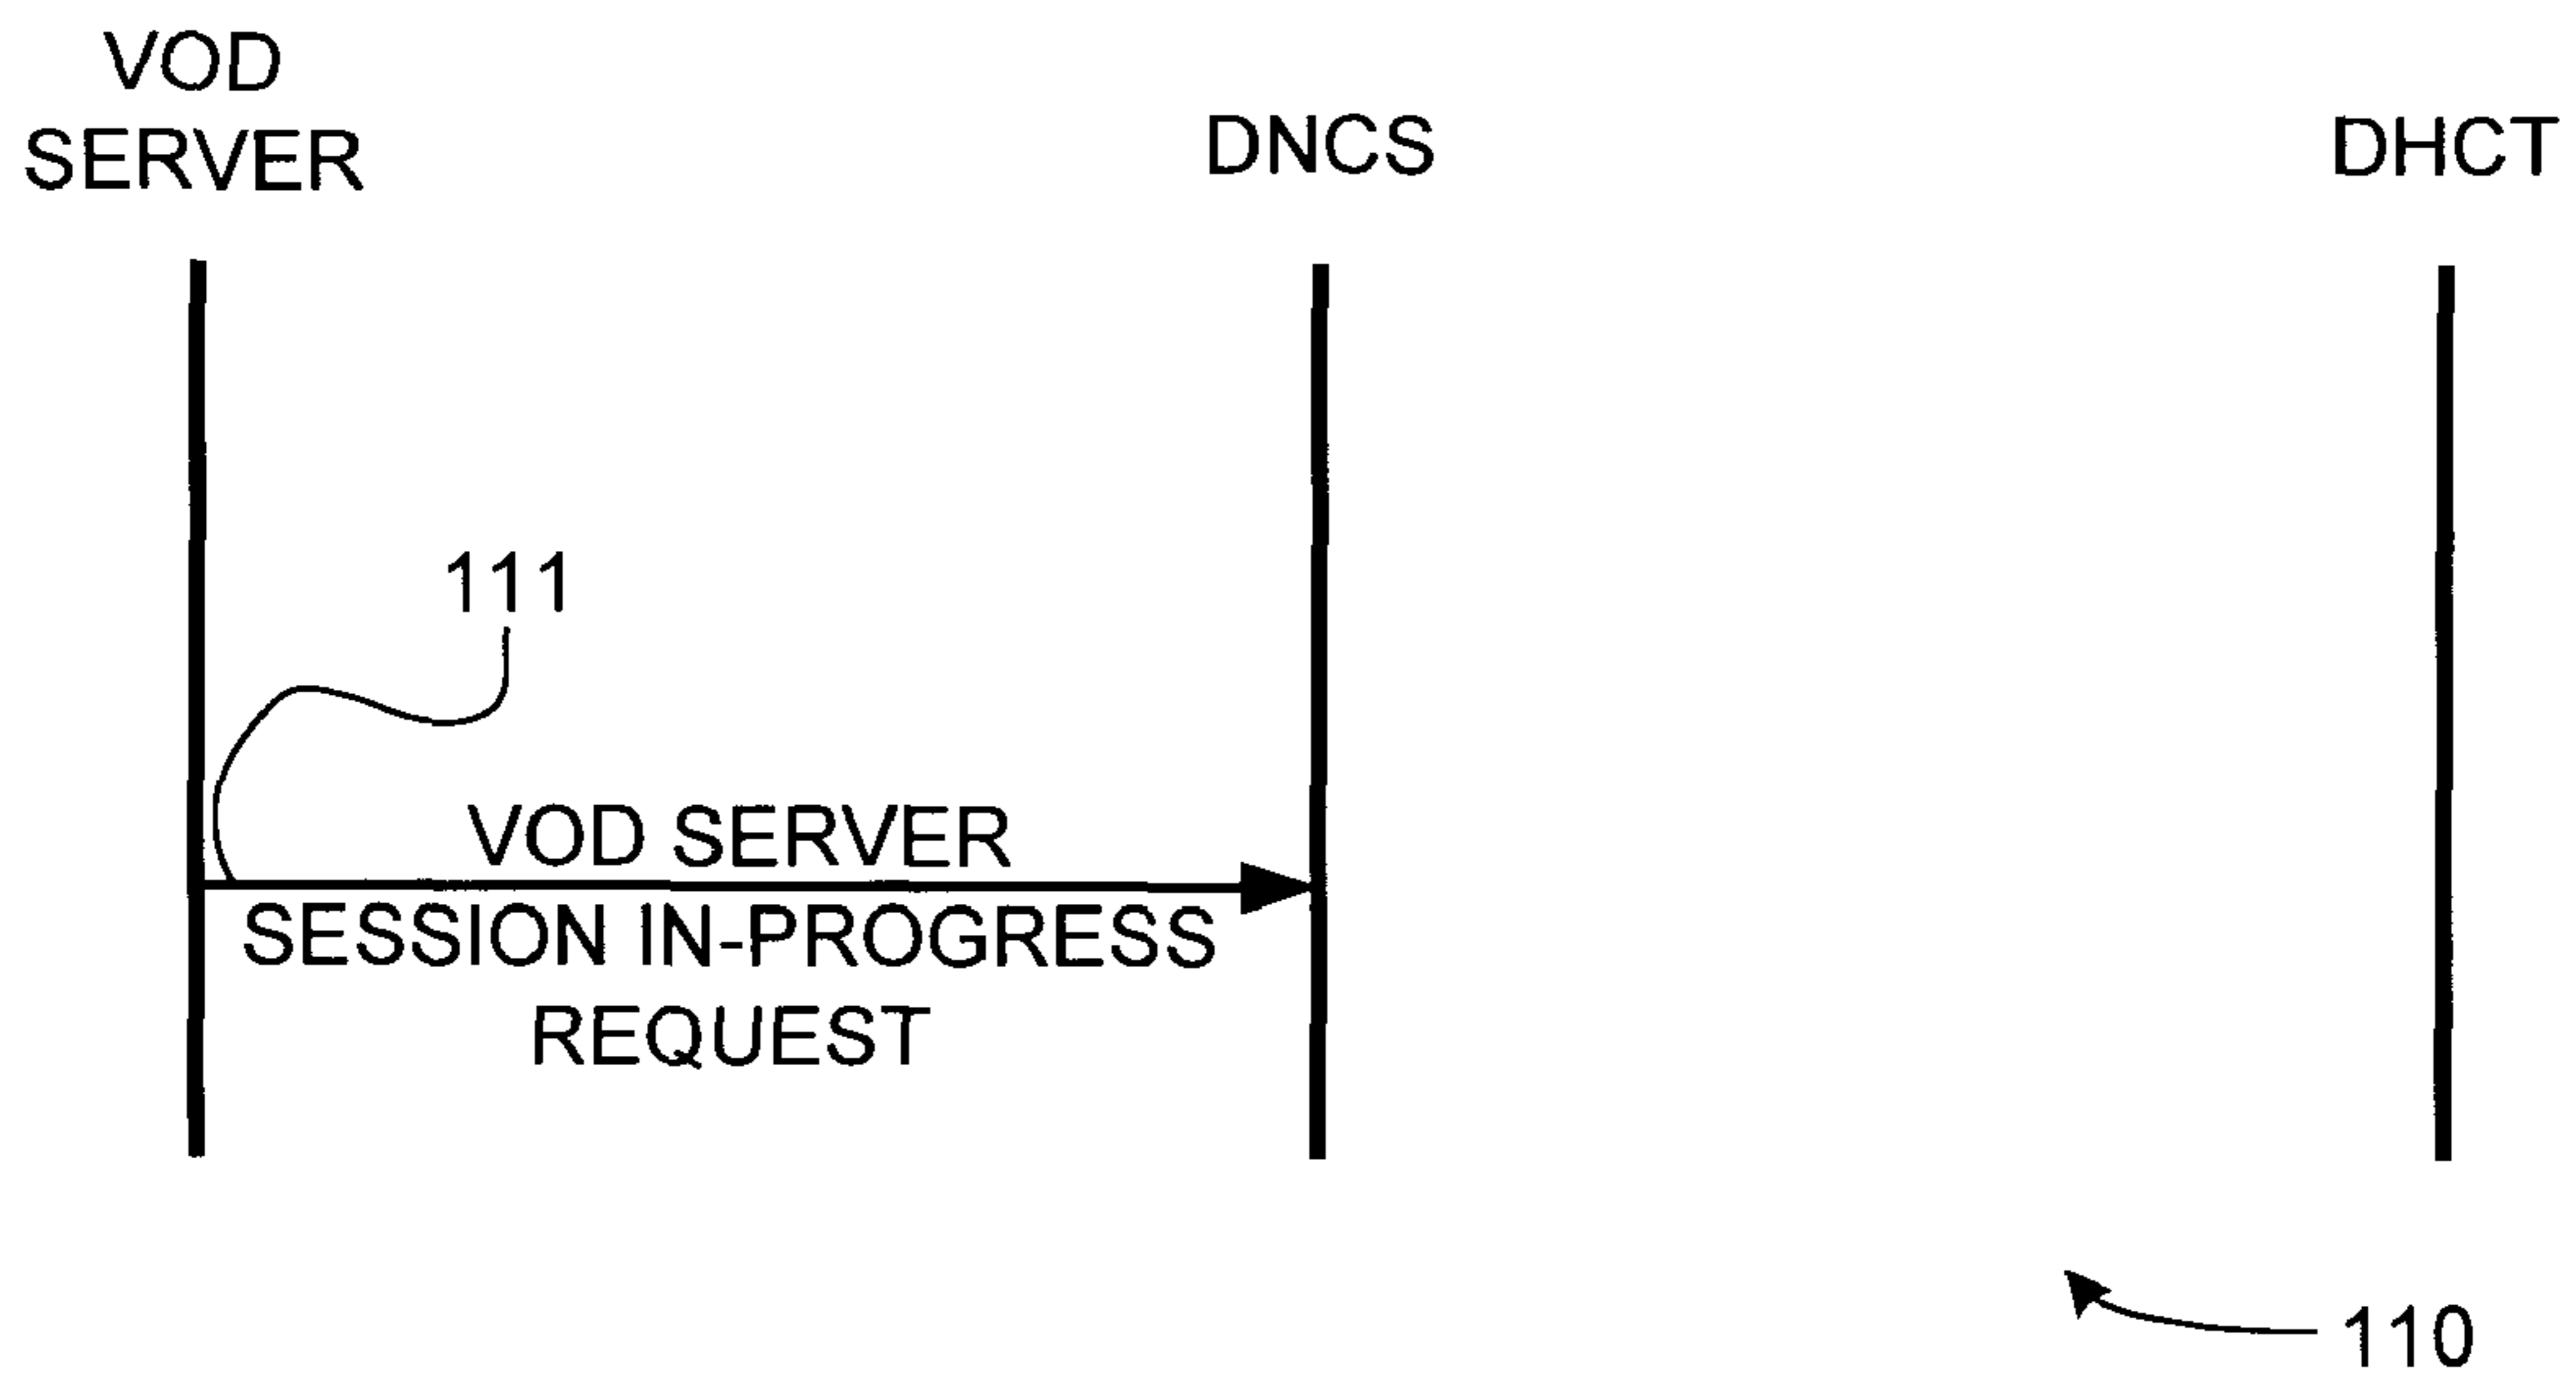 VOD
SERVER
DNCS
DHCT
111
VOD SERVER
SESSION IN-PROGRESS
REQUEST
110